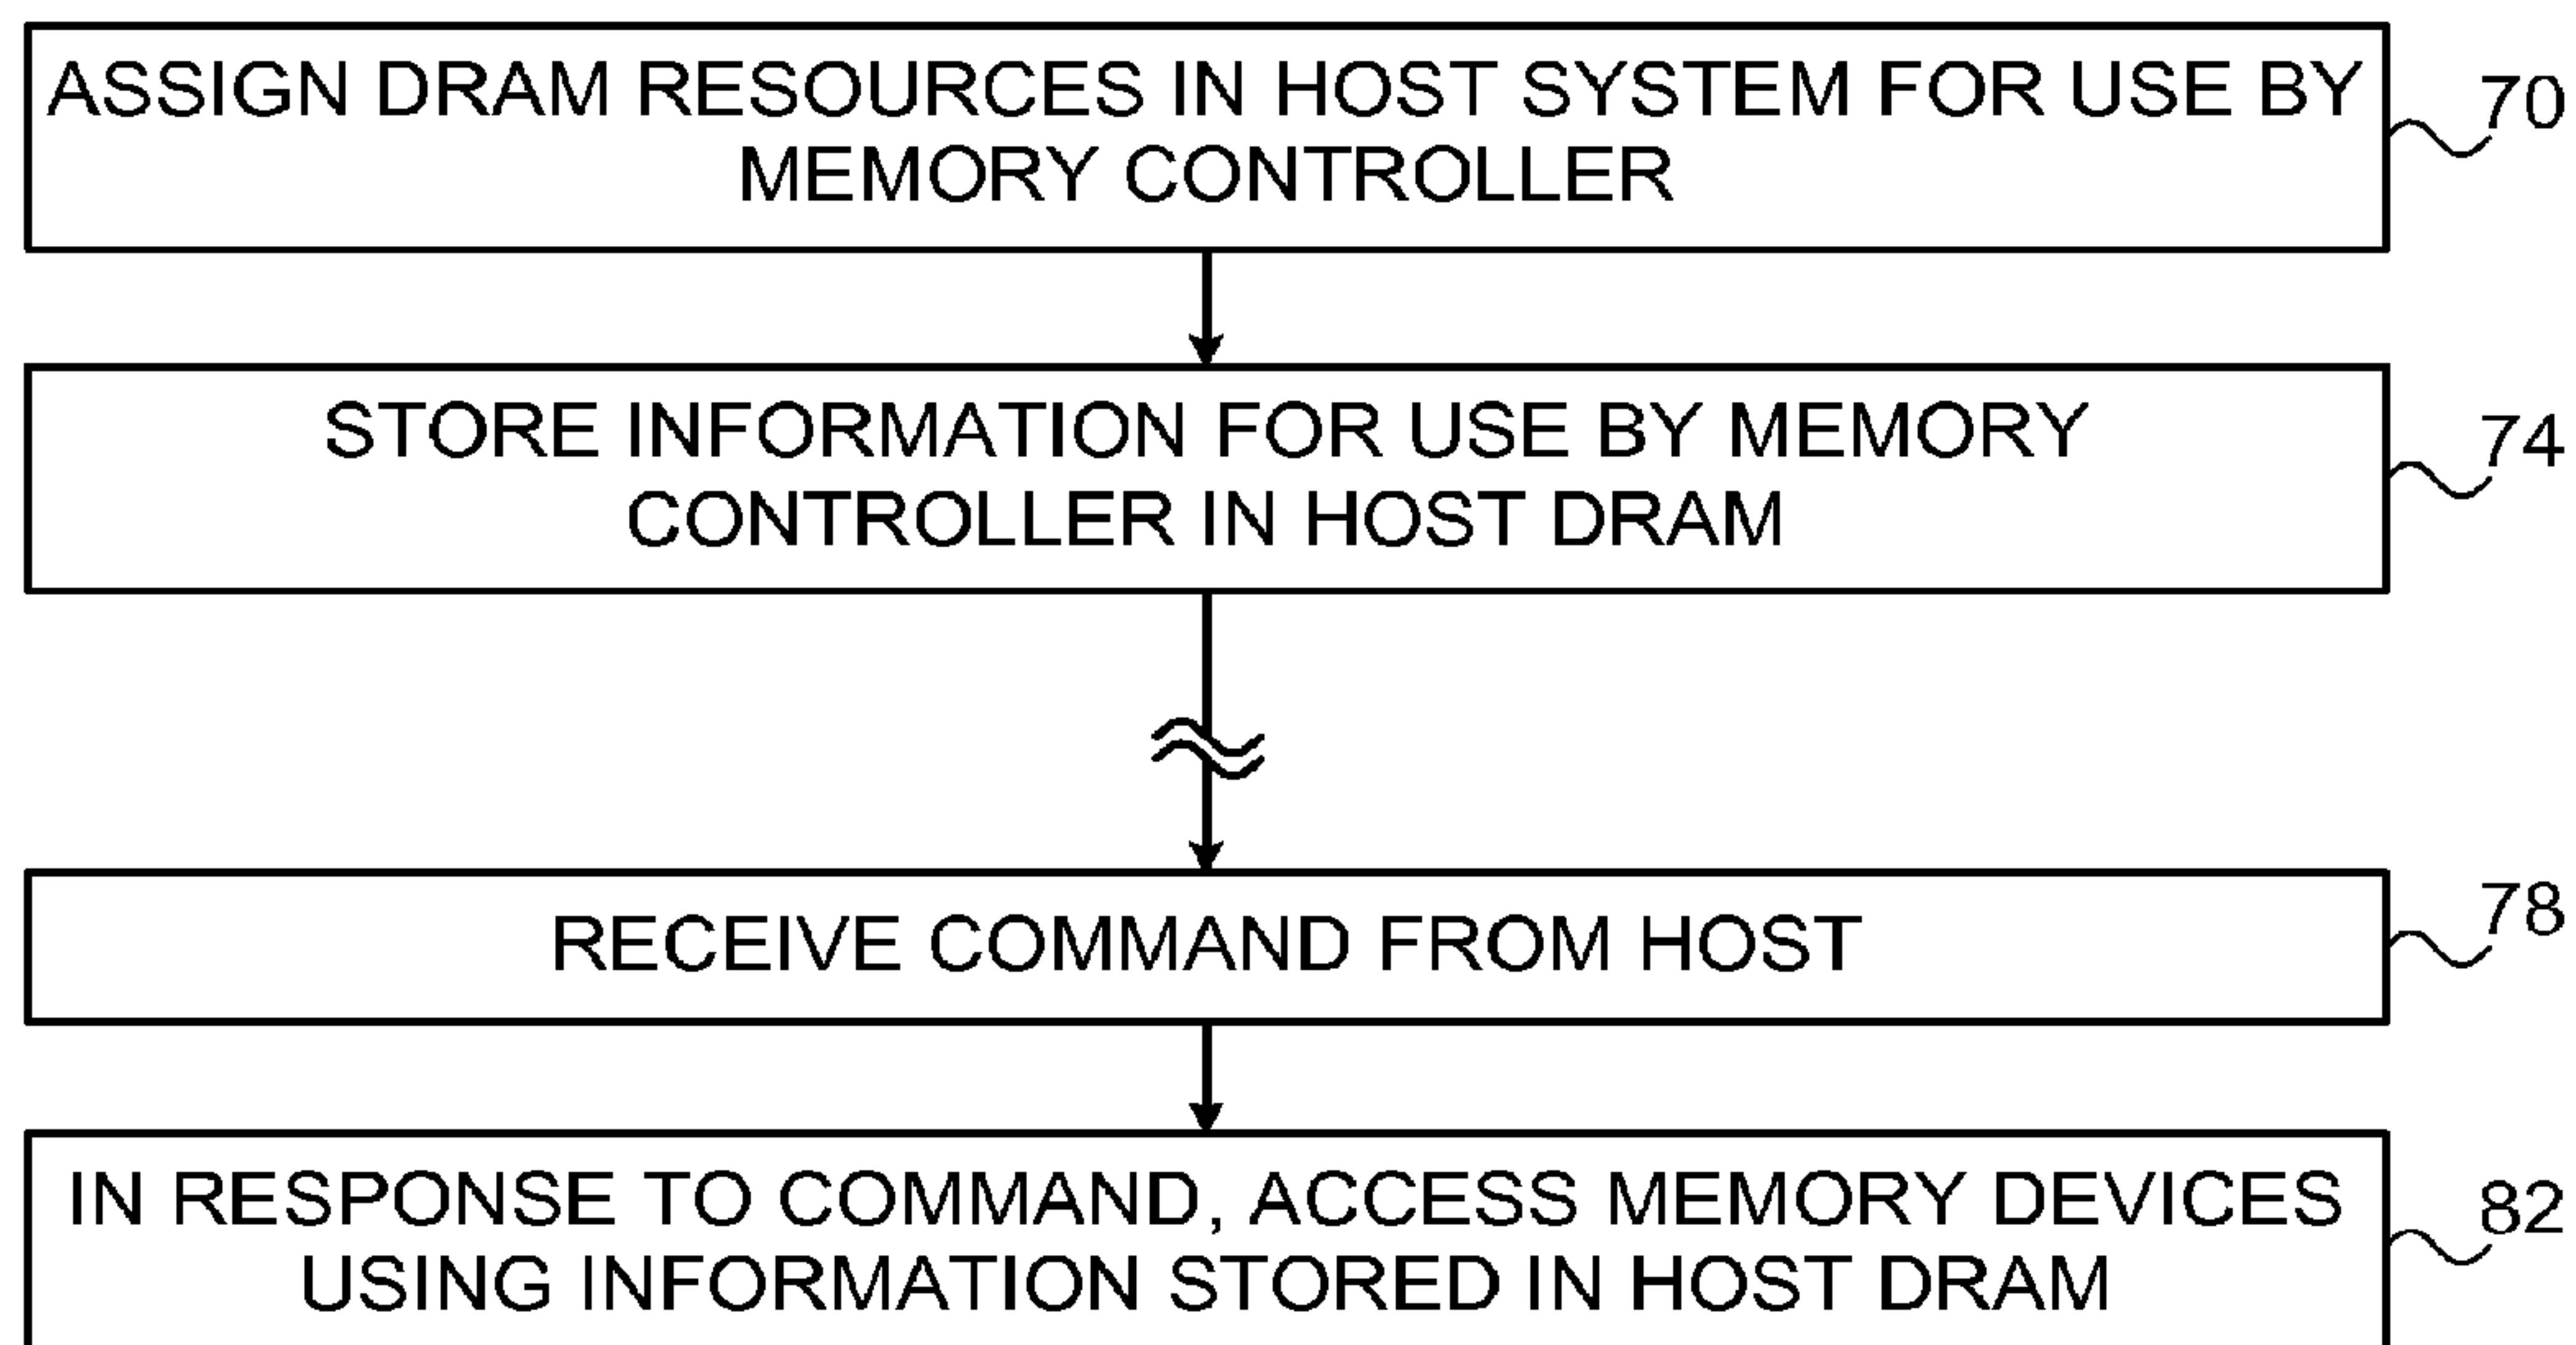 ASSIGN DRAM RESOURCES IN HOST SYSTEM FOR USE BY
MEMORY CONTROLLER
70
STORE INFORMATION FOR USE BY MEMORY
CONTROLLER IN HOST DRAM
74
RECEIVE COMMAND FROM HOST
78
IN RESPONSE TO COMMAND, ACCESS MEMORY DEVICES
USING INFORMATION STORED IN HOST DRAM
82